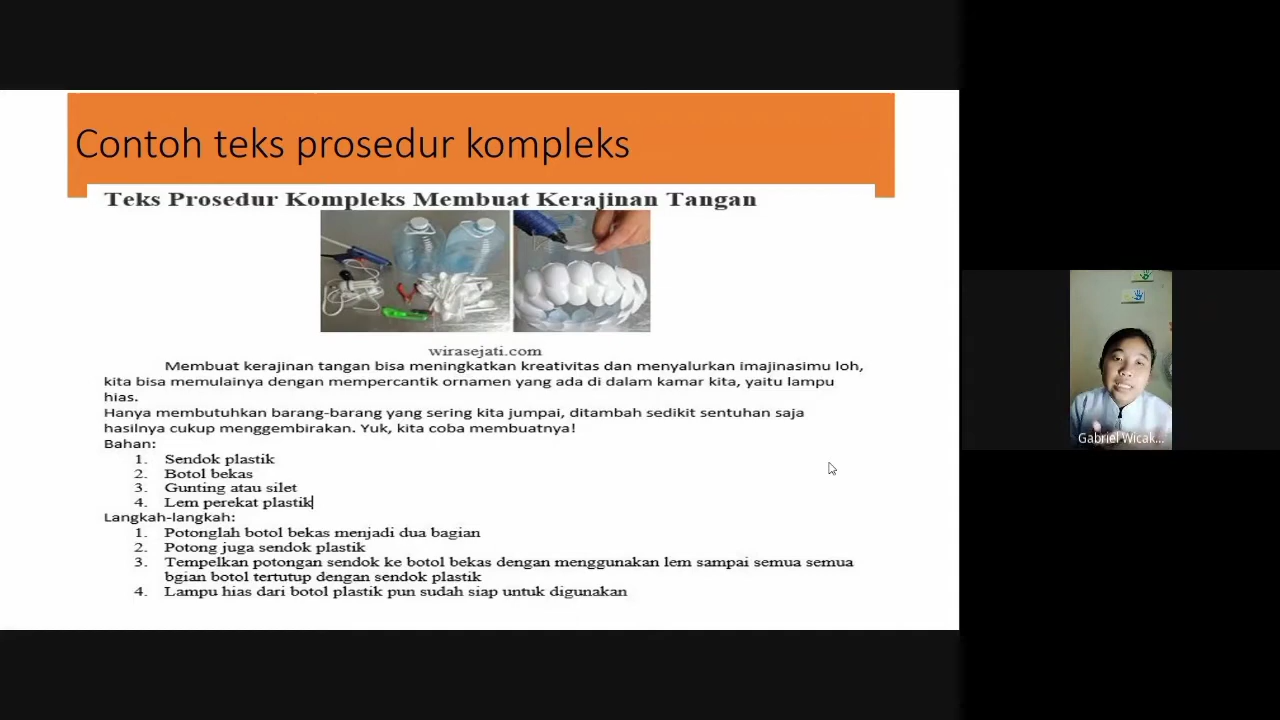 Contoh teks prosedur kompleks
Teks Prosedur Kompleks Membuat Kerajinan Tangan
wirasejati.com
Membuat kerajinan tangan bisa meningkatkan kreativitas dan menyalurkan imajinasimu loh,
kita bisa memulainya dengan mempercantik ornamen yang ada di dalam kamar kita, yaitu lampu
hias.
Hanya membutuhkan barang-barang yang sering kita jumpai, ditambah sedikit sentuhan saja
hasilnya cukup menggembirakan. Yuk, kita coba membuatnya!
Bahan:
1. Sendok plastik
2. Botol bekas
3. Gunting atau silet
4. Lem perekat plastik
Langkah-langkah:
1. Potonglah botol bekas menjadi dua bagian
2. Potong juga sendok plastik
3. Tempelkan potongan sendok ke botol bekas dengan menggunakan lem sampai semua semua
bgian botol tertutup dengan sendok plastik
4. Lampu hias dari botol plastik pun sudah siap untuk digunakan
Gabriel Wicak...